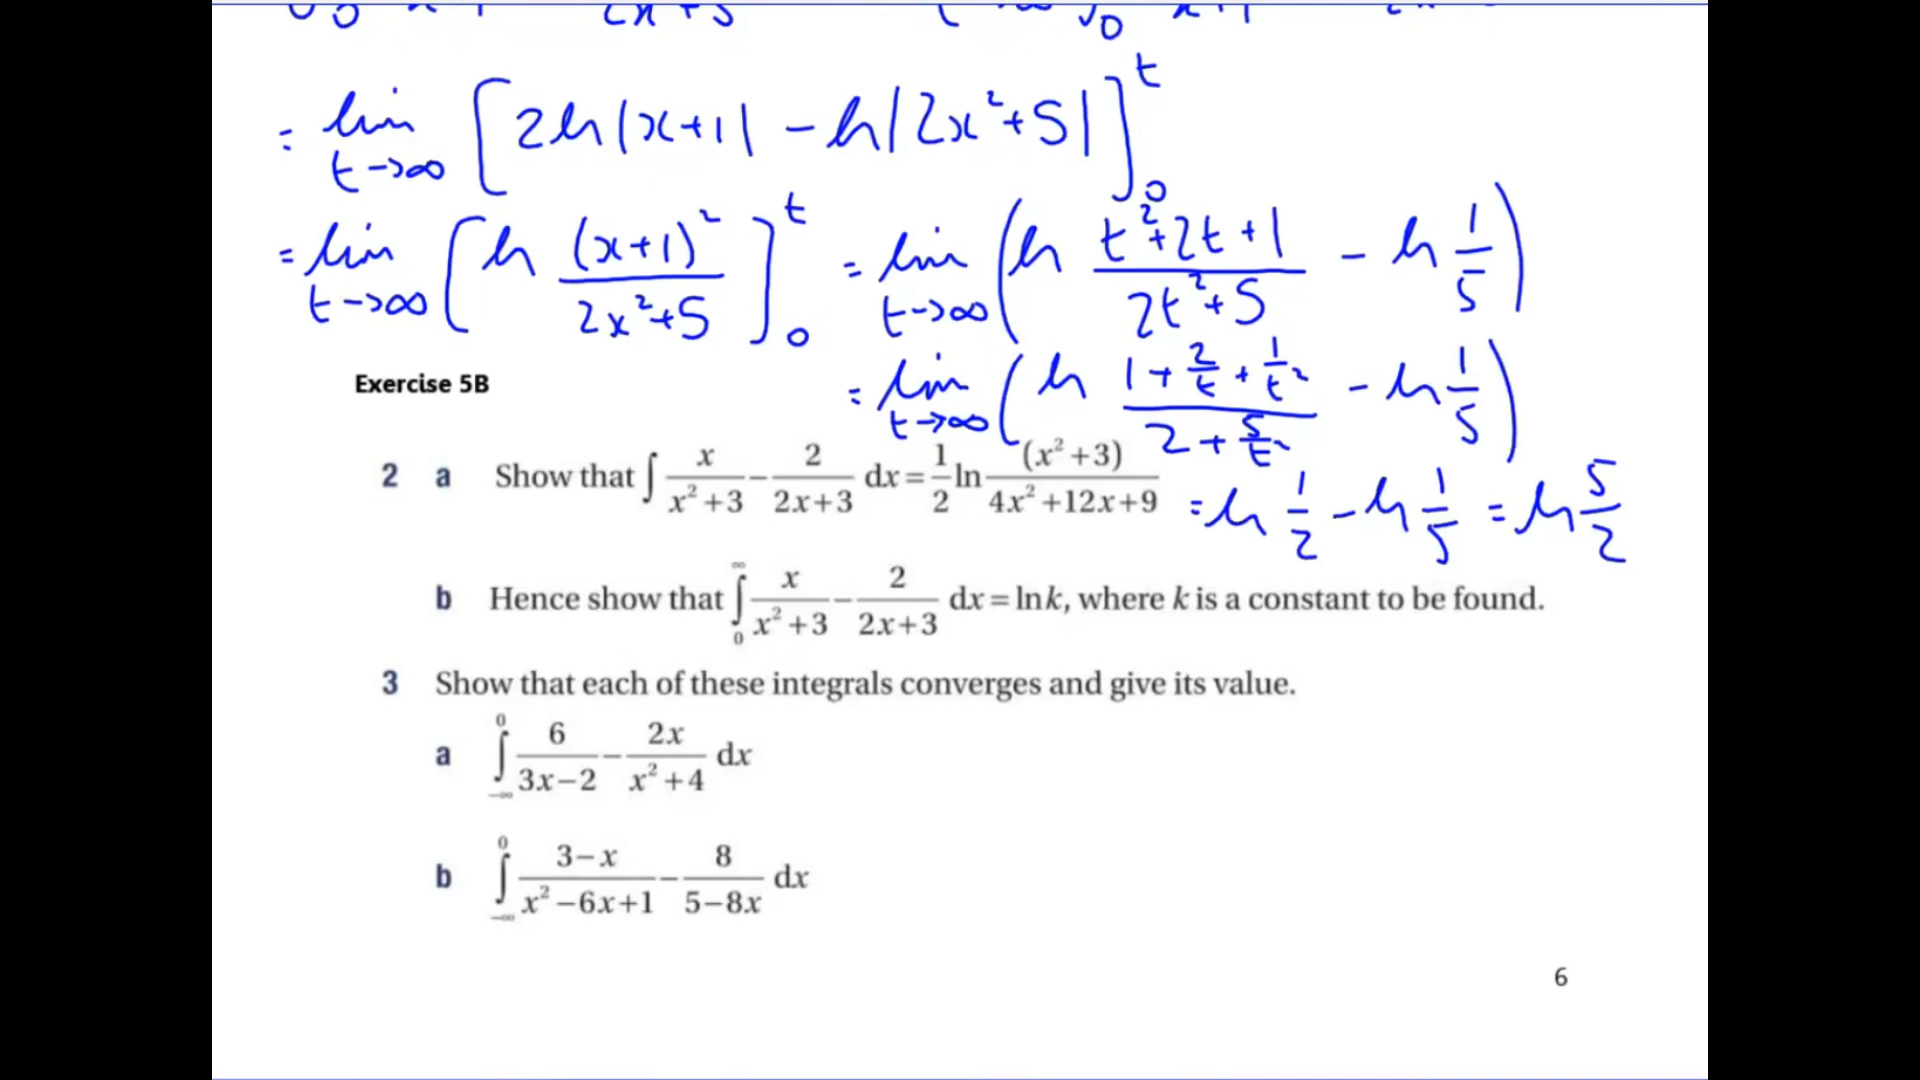 = lim t→∞ [2ln|x+1| − ln|2x²+5|]₀ᵗ
= lim t→∞ [ln (x+1)²/(2x²+5)]₀ᵗ = lim t→∞ (ln (t²+2t+1)/(2t²+5) − ln 1/5)
Exercise 5B
= lim t→∞ (ln (1+2/t+1/t²)/(2+5/t²) − ln 1/5)
2 a Show that ∫ x/(x²+3) − 2/(2x+3) dx = 1/2 ln (x²+3)/(4x²+12x+9)
= ln 1/2 − ln 1/5 = ln 5/2
b Hence show that ∫₀^∞ x/(x²+3) − 2/(2x+3) dx = ln k, where k is a constant to be found.
3 Show that each of these integrals converges and give its value.
a ∫₋∞^0 6/(3x−2) − 2x/(x²+4) dx
b ∫₋∞^0 (3−x)/(x²−6x+1) − 8/(5−8x) dx
6